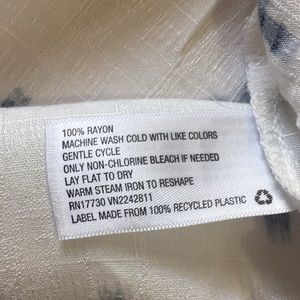 100% RAYON
MACHINE WASH COLD WITH LIKE COLORS
GENTLE CYCLE
ONLY NON-CHLORINE BLEACH IF NEEDED
LAY FLAT TO DRY
WARM STEAM IRON TO RESHAPE
RN17730 VN2242811
LABEL MADE FROM 100% RECYCLED PLASTIC